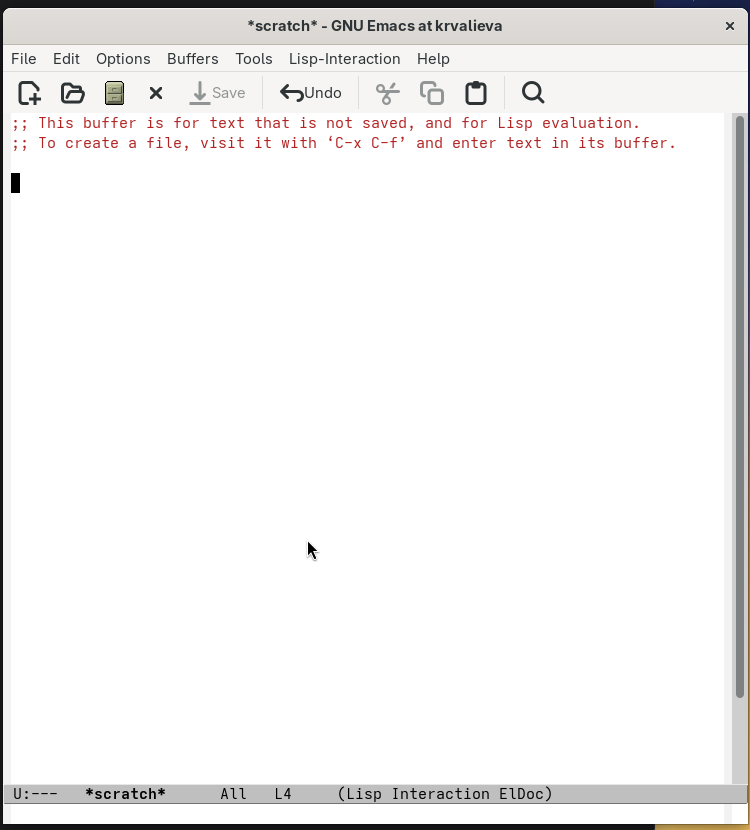 *scratch* - GNU Emacs at krvalieva
File Edit Options Buffers Tools Lisp-Interaction Help
Save Undo
;; This buffer is for text that is not saved, and for Lisp evaluation.
;; To create a file, visit it with ‘C-x C-f’ and enter text in its buffer.
U:--- *scratch* All L4 (Lisp Interaction ElDoc)